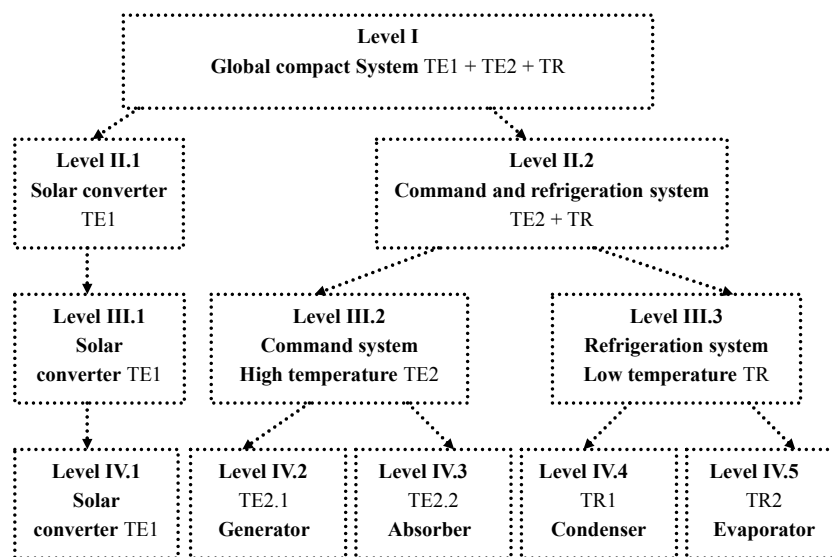 Level I
Global compact System TE1 + TE2 + TR
Level II.1
Solar converter
TE1
Level II.2
Command and refrigeration system
TE2 + TR
Level III.1
Solar
converter TE1
Level III.2
Command system
High temperature TE2
Level III.3
Refrigeration system
Low temperature TR
Level IV.1
Solar
converter TE1
Level IV.2
TE2.1
Generator
Level IV.3
TE2.2
Absorber
Level IV.4
TR1
Condenser
Level IV.5
TR2
Evaporator